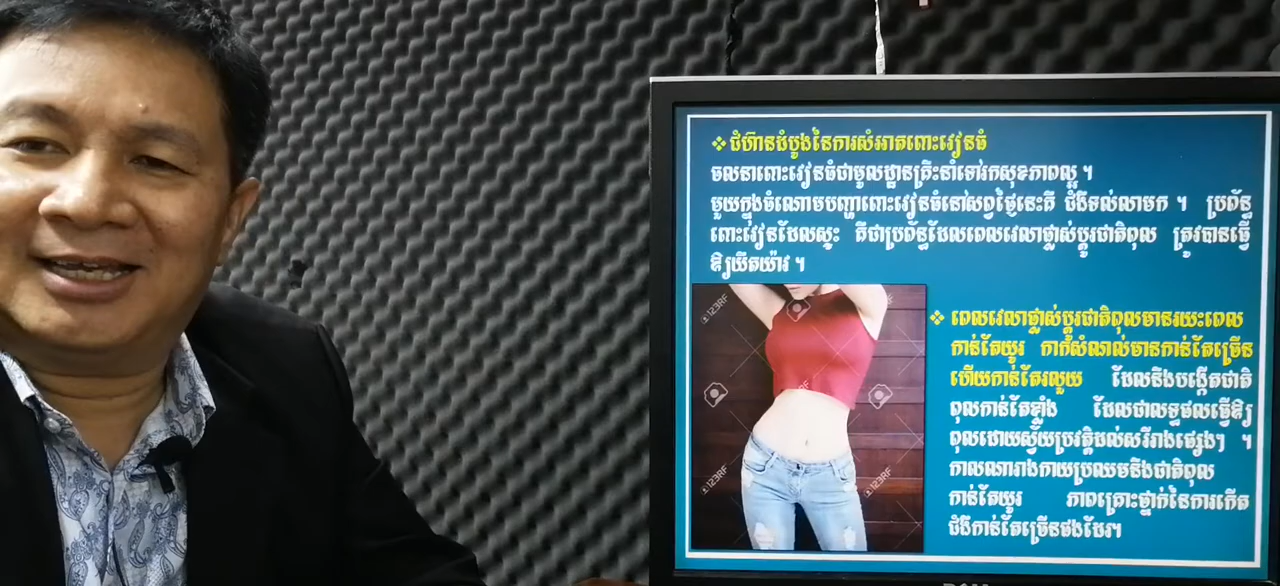 ❖ ជំហ៊ានដំបូងនៃការសំអាតពោះវៀនធំ
ចលនាពោះវៀនធំជាមូលដ្ឋានគ្រឹះនាំទៅរកសុខភាពល្អ ។
មួយក្នុងចំណោមបញ្ហាពោះវៀនធំនៅសព្វថ្ងៃនេះគឺ ជំងឺទល់លាមក ។ ប្រព័ន្ធ
ពោះវៀនដែលស្ទះ គឺជាប្រព័ន្ធដែលពេលវេលាផ្លាស់ប្តូរជាតិពុល ត្រូវបានធ្វើ
ឱ្យយឺតយ៉ាវ ។
❖ ពេលវេលាផ្លាស់ប្តូរជាតិពុលមានរយះពេល
កាន់តែយូរ កាកសំណល់មានកាន់តែច្រើន
ហើយកាន់តែរលួយ ដែលនឹងបង្កើតជាតិ
ពុលកាន់តែខ្លាំង ដែលជាលទ្ធផលធ្វើឱ្យ
ពុលដោយស្វ័យប្រវត្តិដល់សរីរាងផ្សេងៗ ។
កាលណារាងកាយប្រឈមនឹងជាតិពុល
កាន់តែយូរ ភាពគ្រោះថ្នាក់នៃការកើត
ជំងឺកាន់តែច្រើនផងដែរ។
123RF
123RF
123RF